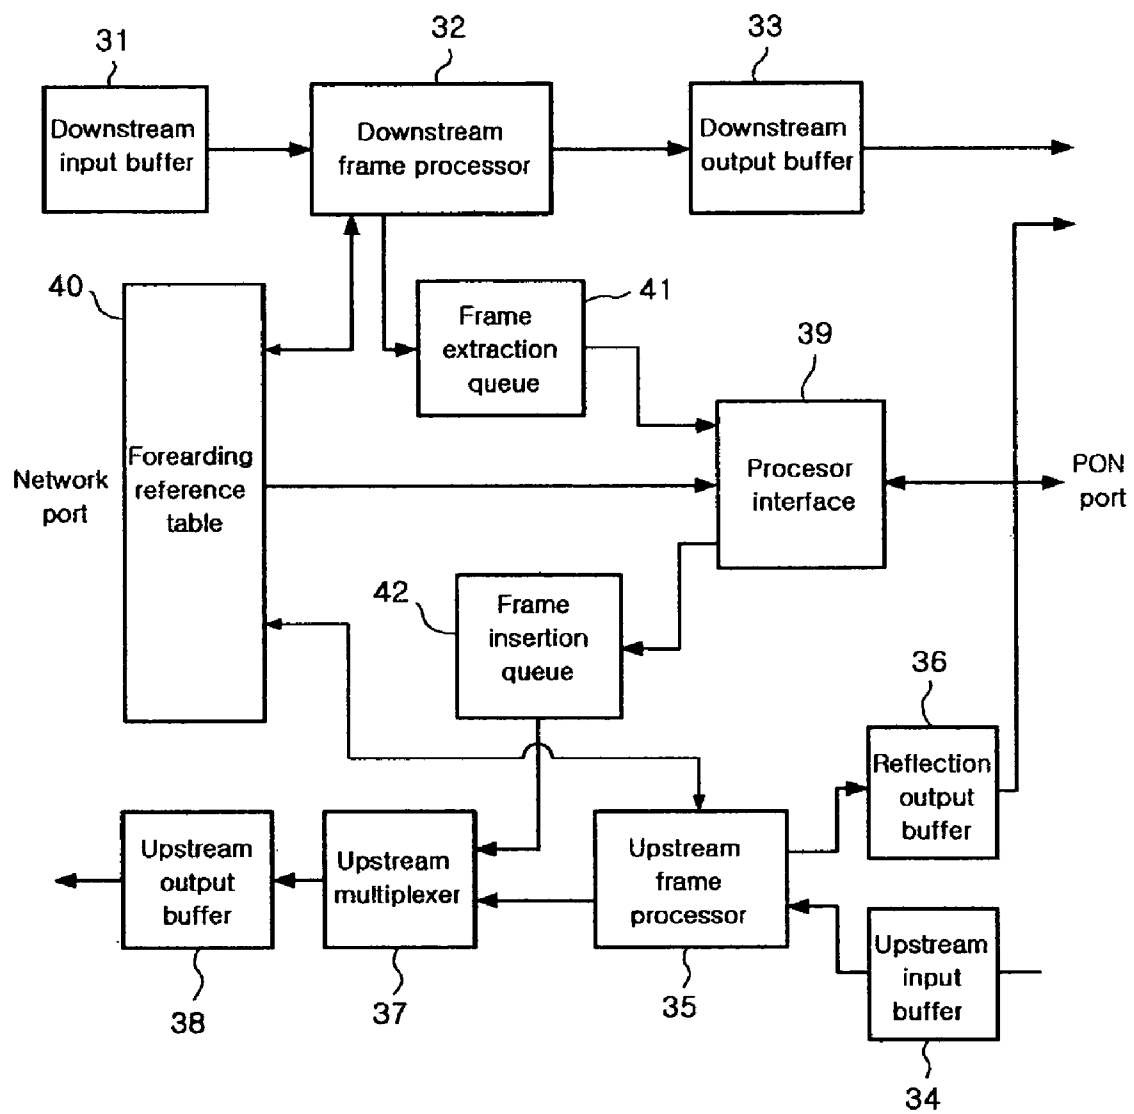 31
32
33
Downstream
input buffer
Downstream
frame processor
Downstream
output buffer
40
41
Frame
extraction
queue
39
Network
port
Forearding
reference
table
Procesor
interface
PON
port
42
Frame
insertion
queue
36
Reflection
output
buffer
Upstream
output
buffer
Upstream
multiplexer
Upstream
frame
processor
Upstream
input
buffer
38
37
35
34